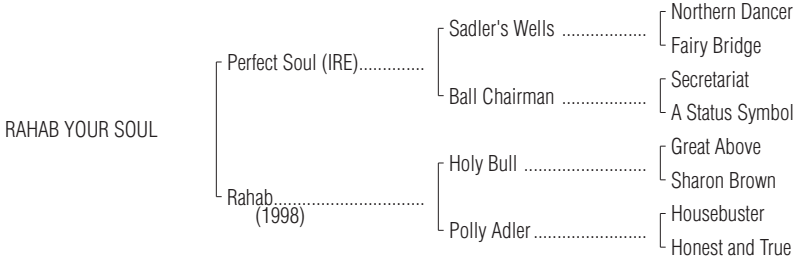 Northern Dancer
Sadler's Wells ..................
Fairy Bridge
Perfect Soul (IRE)..............
Secretariat
Ball Chairman ..................
A Status Symbol
RAHAB YOUR SOUL
Great Above
Holy Bull ..........................
Sharon Brown
Rahab................................
(1998)
Housebuster
Polly Adler ........................
Honest and True